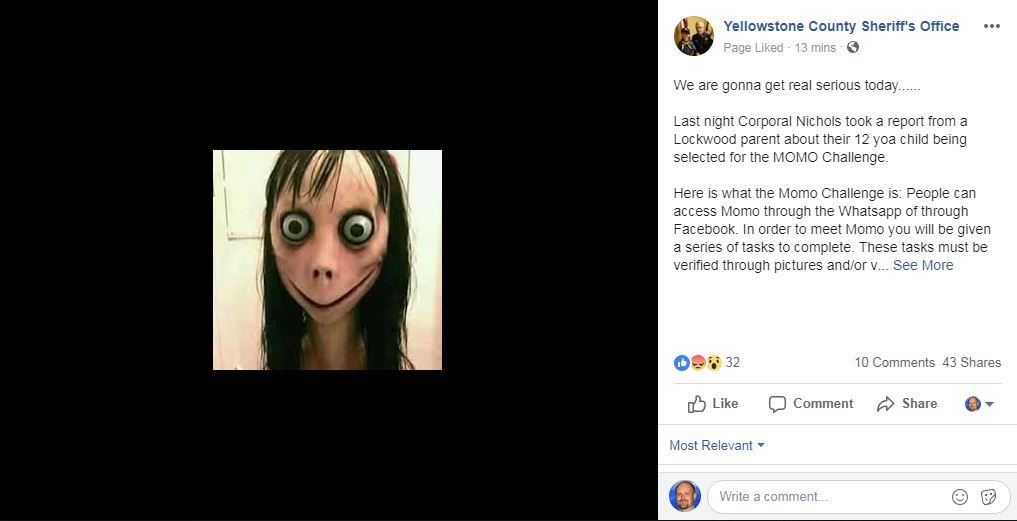 Yellowstone County Sheriff's Office
Page Liked · 13 mins ·
We are gonna get real serious today......
Last night Corporal Nichols took a report from a
Lockwood parent about their 12 yoa child being
selected for the MOMO Challenge.
Here is what the Momo Challenge is: People can
access Momo through the Whatsapp of through
Facebook. In order to meet Momo you will be given
a series of tasks to complete. These tasks must be
verified through pictures and/or v... See More
32
10 Comments 43 Shares
Like Comment Share
Most Relevant
Write a comment...